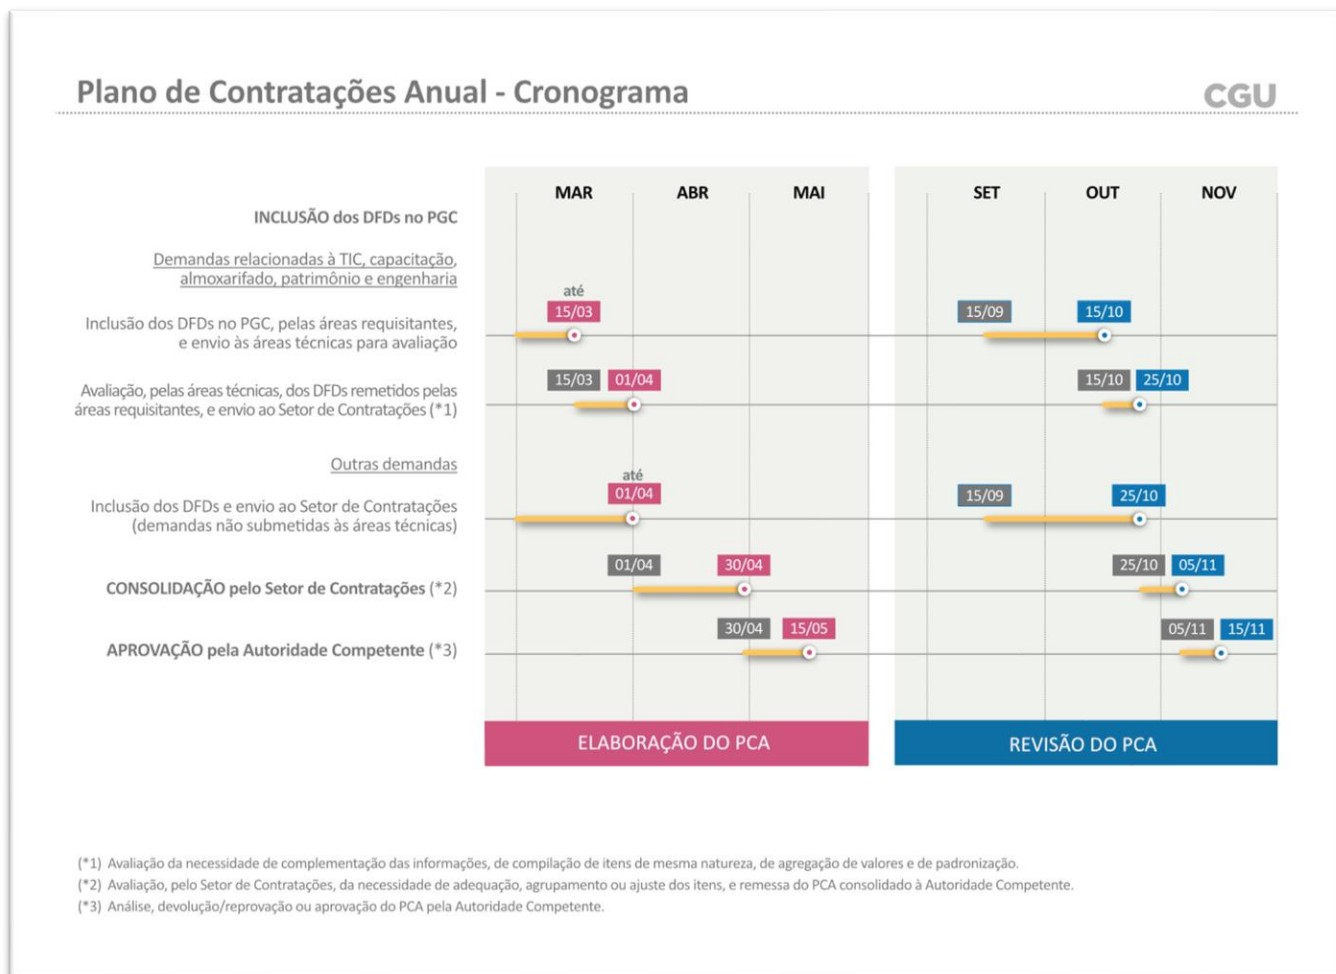 Plano de Contratações Anual - Cronograma
CGU
MAR ABR MAI SET OUT NOV
INCLUSÃO dos DFDs no PGC
Demandas relacionadas à TIC, capacitação,
almoxarifado, patrimônio e engenharia
até
15/03 15/09 15/10
Inclusão dos DFDs no PGC, pelas áreas requisitantes,
e envio às áreas técnicas para avaliação
15/03 01/04 15/10 25/10
Avaliação, pelas áreas técnicas, dos DFDs remetidos pelas
áreas requisitantes, e envio ao Setor de Contratações (*1)
Outras demandas
até
01/04 15/09 25/10
Inclusão dos DFDs e envio ao Setor de Contratações
(demandas não submetidas às áreas técnicas)
01/04 30/04 25/10 05/11
CONSOLIDAÇÃO pelo Setor de Contratações (*2)
30/04 15/05 05/11 15/11
APROVAÇÃO pela Autoridade Competente (*3)
ELABORAÇÃO DO PCA REVISÃO DO PCA
(*1) Avaliação da necessidade de complementação das informações, de compilação de itens de mesma natureza, de agregação de valores e de padronização.
(*2) Avaliação, pelo Setor de Contratações, da necessidade de adequação, agrupamento ou ajuste dos itens, e remessa do PCA consolidado à Autoridade Competente.
(*3) Análise, devolução/reprovação ou aprovação do PCA pela Autoridade Competente.